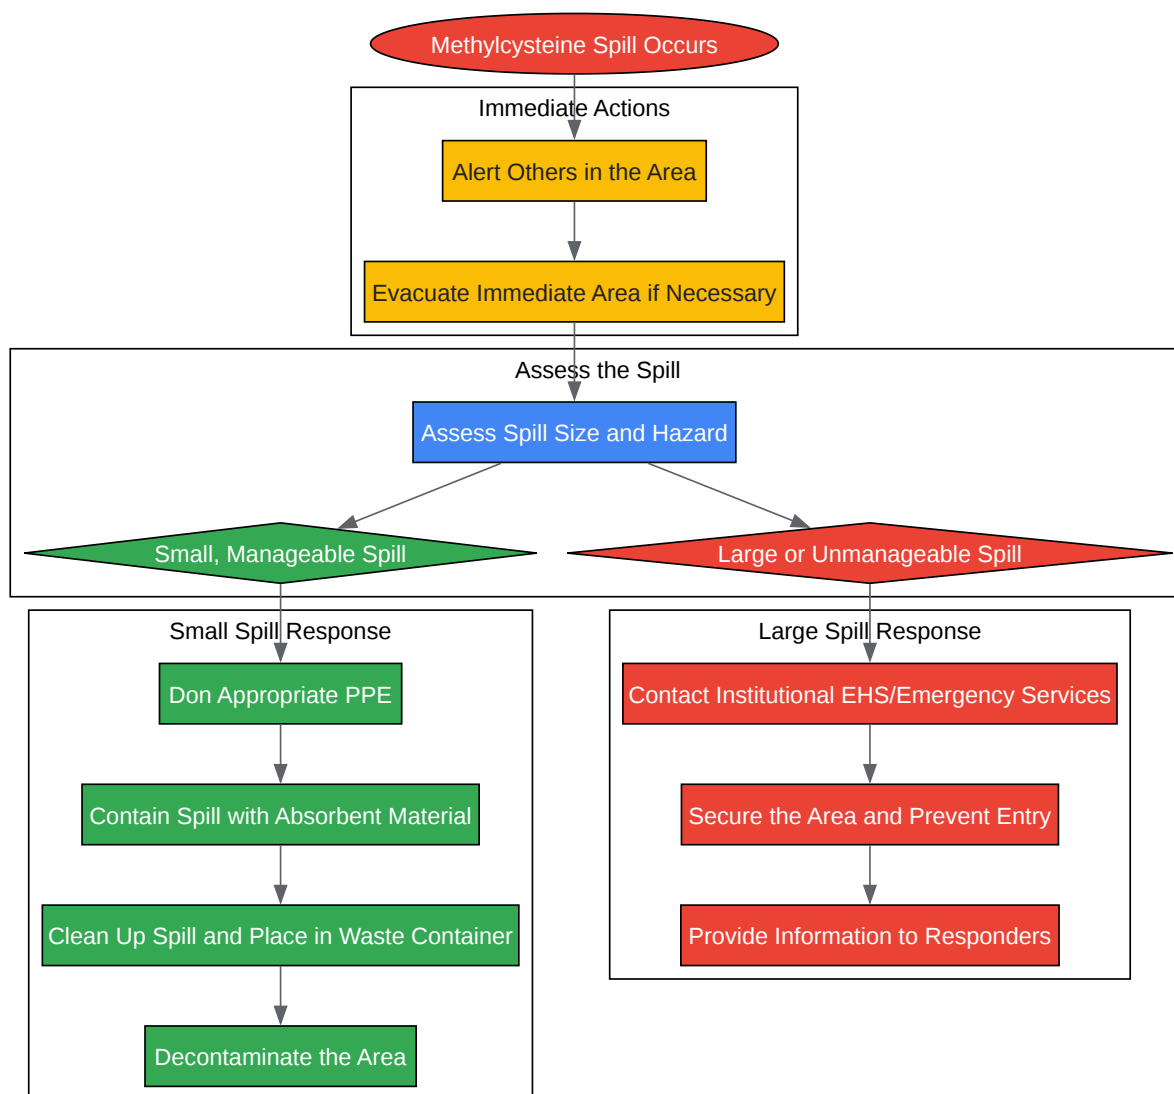 Methylcysteine Spill Occurs
Immediate Actions
Alert Others in the Area
Evacuate Immediate Area if Necessary
Assess the Spill
Assess Spill Size and Hazard
Small, Manageable Spill
Large or Unmanageable Spill
Small Spill Response
Don Appropriate PPE
Contain Spill with Absorbent Material
Clean Up Spill and Place in Waste Container
Decontaminate the Area
Large Spill Response
Contact Institutional EHS/Emergency Services
Secure the Area and Prevent Entry
Provide Information to Responders